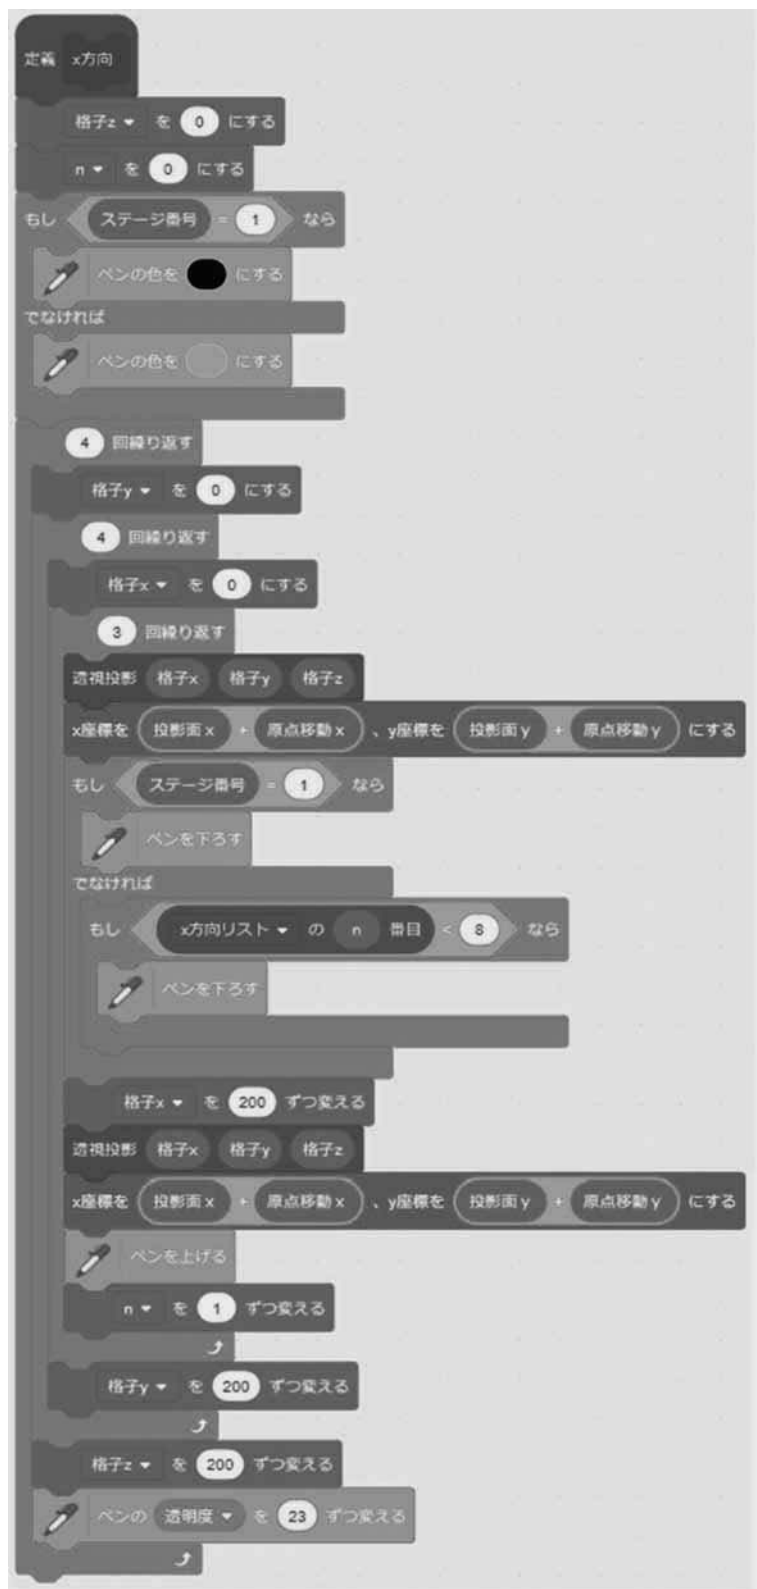 定義 x方向
格子z を 0 にする
n を 0 にする
もし ステージ番号 = 1 なら
ペンの色を にする
でなければ
ペンの色を にする
4 回繰り返す
格子y を 0 にする
4 回繰り返す
格子x を 0 にする
3 回繰り返す
透視投影 格子x 格子y 格子z
x座標を 投影面x + 原点移動x 、y座標を 投影面y + 原点移動y にする
もし ステージ番号 = 1 なら
ペンを下ろす
でなければ
もし x方向リスト の n 番目 < 8 なら
ペンを下ろす
格子x を 200 ずつ変える
透視投影 格子x 格子y 格子z
x座標を 投影面x + 原点移動x 、y座標を 投影面y + 原点移動y にする
ペンを上げる
n を 1 ずつ変える
格子y を 200 ずつ変える
格子z を 200 ずつ変える
ペンの 透明度 を 23 ずつ変える